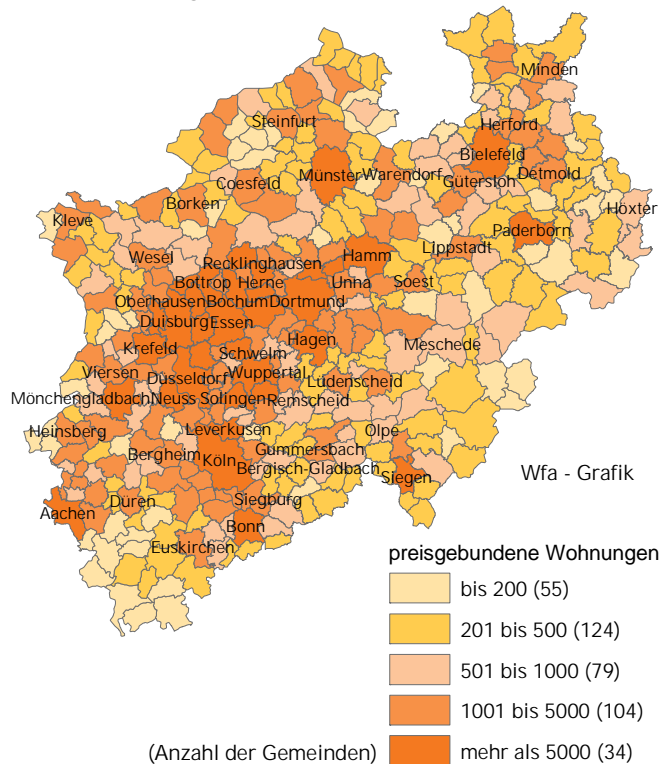 Minden
Steinfurt
Herford
Bielefeld
Münster
Warendorf
Coesfeld
Gütersloh
Detmold
Borken
Höxter
Kleve
Paderborn
Wesel
Recklinghausen
Hamm
Lippstadt
Bottrop
Herne
Unna
Soest
Oberhausen
Bochum
Dortmund
Duisburg
Essen
Hagen
Meschede
Krefeld
Schwelm
Viersen
Düsseldorf
Wuppertal
Lüdenscheid
Mönchengladbach
Neuss
Solingen
Remscheid
Heinsberg
Leverkusen
Olpe
Bergheim
Gummersbach
Köln
Bergisch-Gladbach
Siegen
Wfa - Grafik
Düren
Siegburg
Aachen
Bonn
Euskirchen
preisgebundene Wohnungen
bis 200 (55)
201 bis 500 (124)
501 bis 1000 (79)
1001 bis 5000 (104)
(Anzahl der Gemeinden) mehr als 5000 (34)